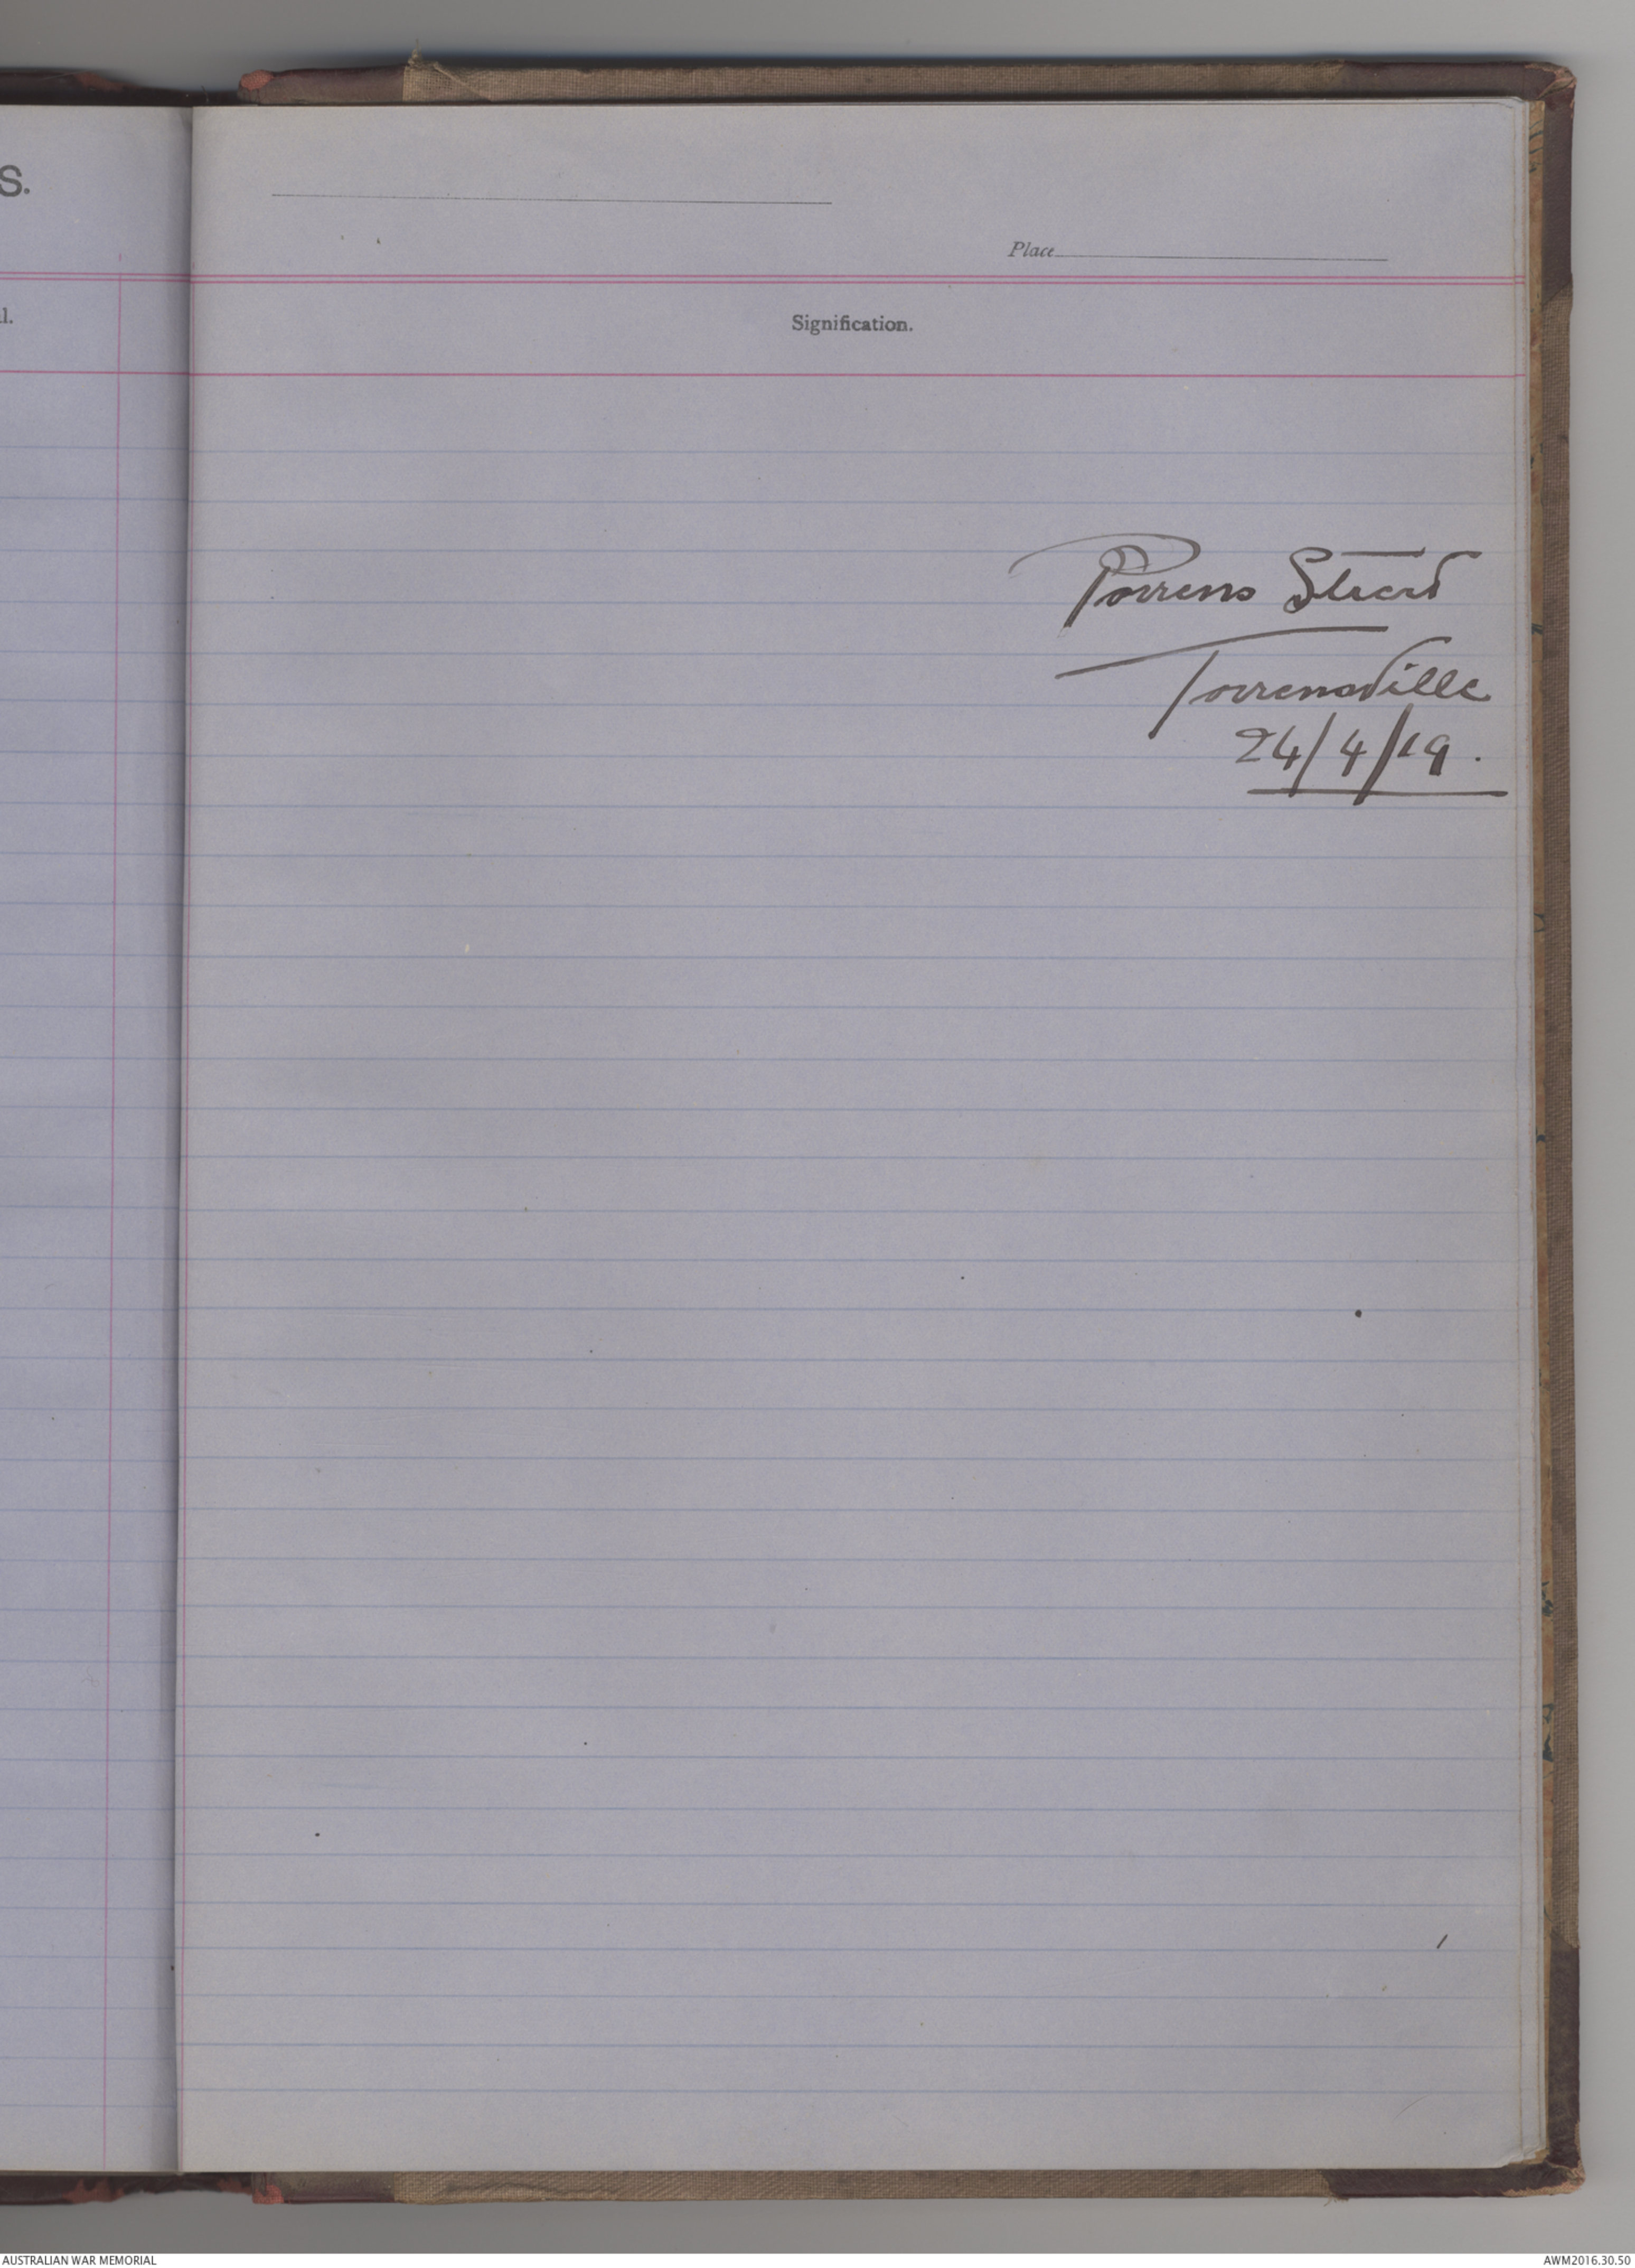 S.
Place
l.
Signification.
Torrens Street
Torrensville
24/4/19.
AUSTRALIAN WAR MEMORIAL
AWM2016.30.50